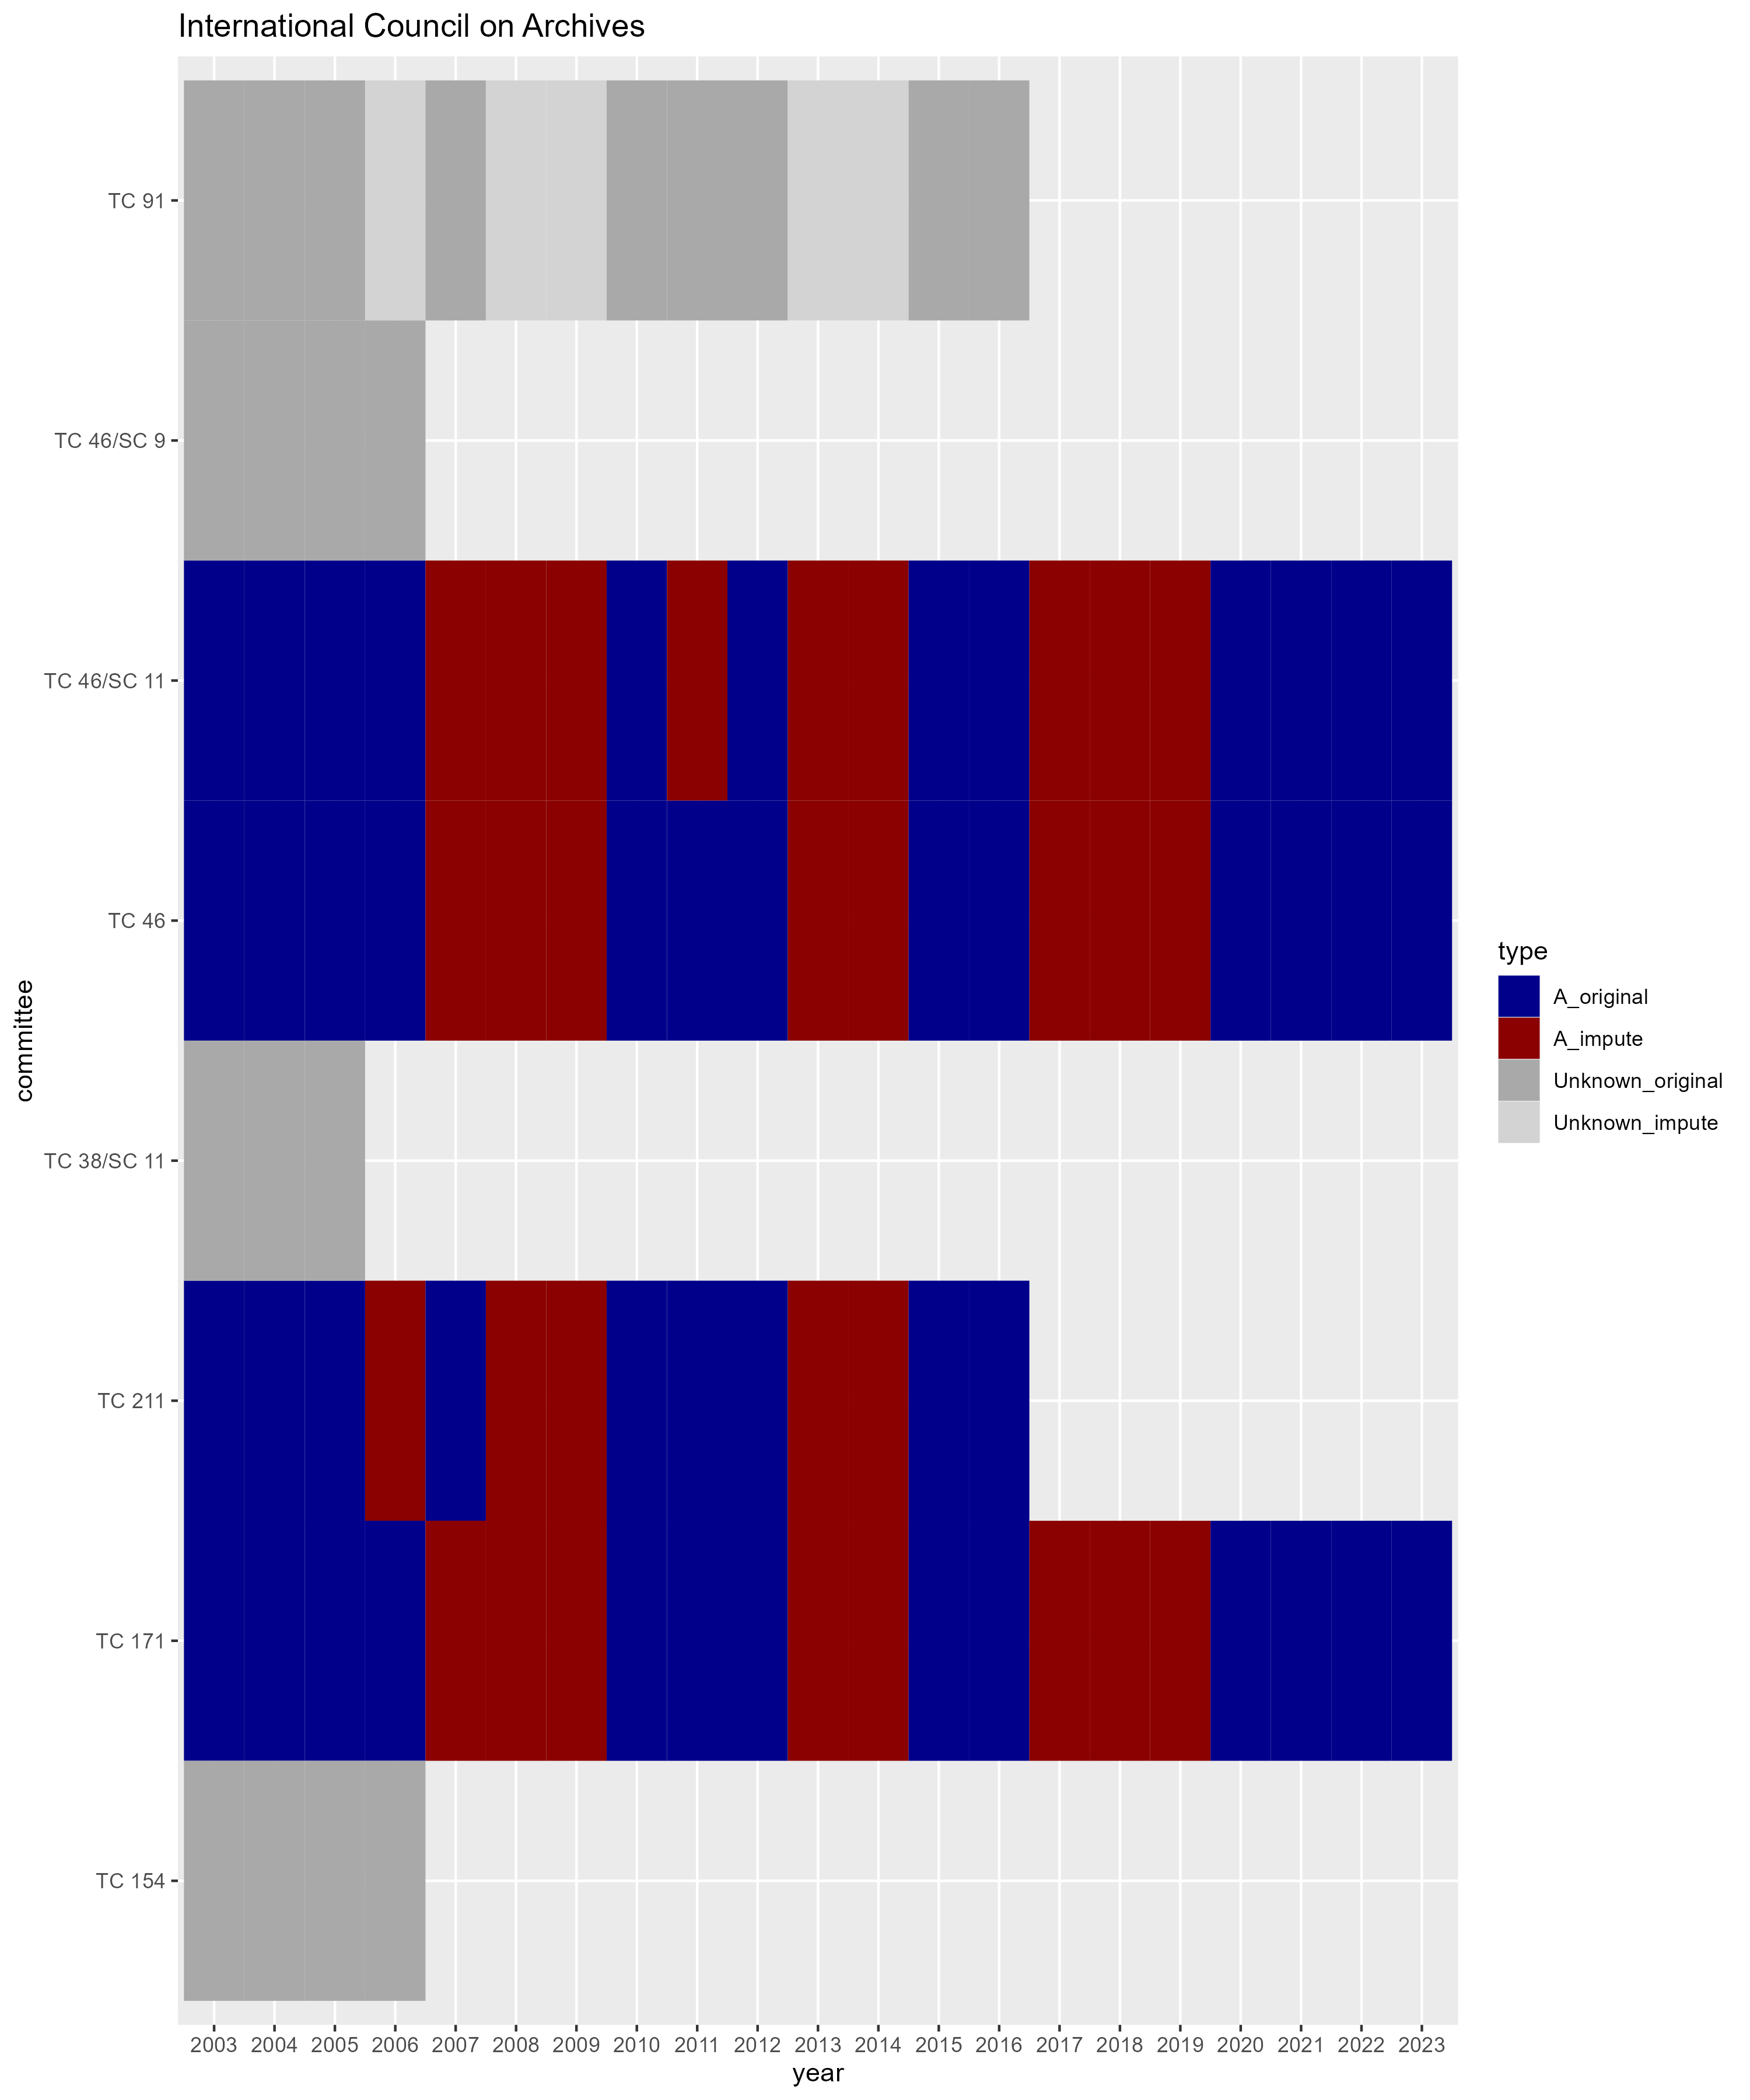 International Council on Archives
TC 91
TC 46/SC 9
TC 46/SC 11
TC 46
TC 38/SC 11
TC 211
TC 171
TC 154
committee
2003 2004 2005 2006 2007 2008 2009 2010 2011 2012 2013 2014 2015 2016 2017 2018 2019 2020 2021 2022 2023
year
type
A_original
A_impute
Unknown_original
Unknown_impute